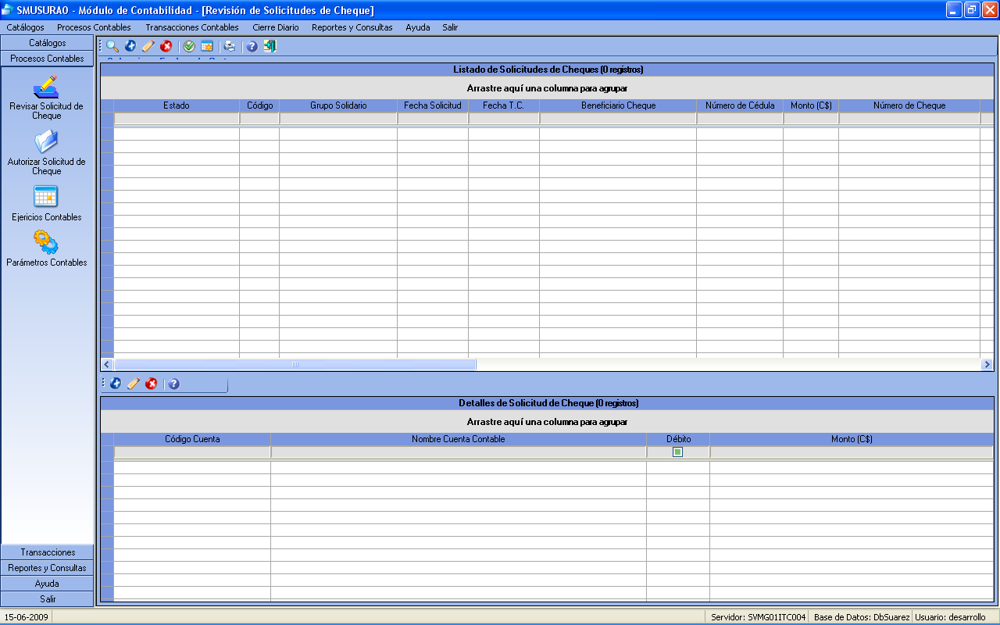 SMUSURA0 - Módulo de Contabilidad - [Revisión de Solicitudes de Cheque]
Catálogos Procesos Contables Transacciones Contables Cierre Diario Reportes y Consultas Ayuda Salir
Catálogos
Procesos Contables
Revisar Solicitud de
Cheque
Autorizar Solicitud de
Cheque
Ejericios Contables
Parámetros Contables
Transacciones
Reportes y Consultas
Ayuda
Salir
Listado de Solicitudes de Cheques (0 registros)
Arrastre aquí una columna para agrupar
Estado Código Grupo Solidario Fecha Solicitud Fecha T.C. Beneficiario Cheque Número de Cédula Monto (C$) Número de Cheque
Detalles de Solicitud de Cheque (0 registros)
Arrastre aquí una columna para agrupar
Código Cuenta Nombre Cuenta Contable Débito Monto (C$)
15-06-2009 Servidor: SVMG01ITC004 Base de Datos: DbSuarez Usuario: desarrollo